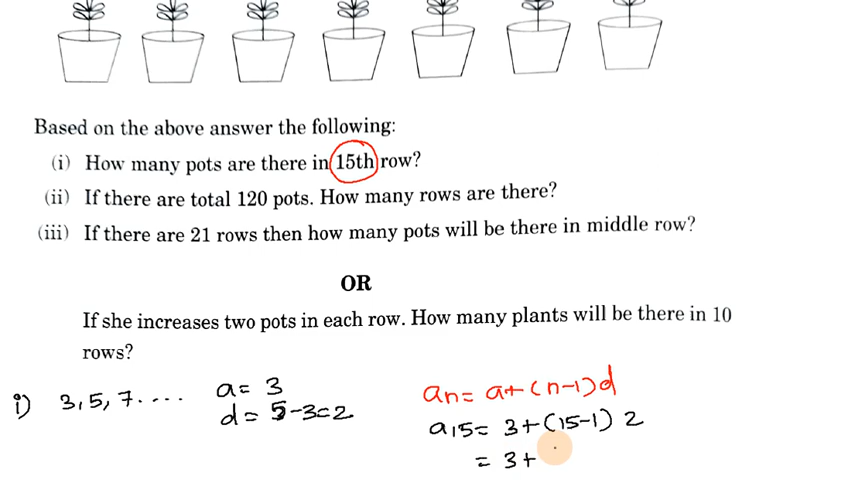 Based on the above answer the following:
(i) How many pots are there in 15th row?
(ii) If there are total 120 pots. How many rows are there?
(iii) If there are 21 rows then how many pots will be there in middle row?
OR
If she increases two pots in each row. How many plants will be there in 10
rows?
i) 3, 5, 7 . . . . a = 3 an = a + (n-1) d
d = 5 - 3 = 2 a15 = 3 + (15-1) 2
= 3 +